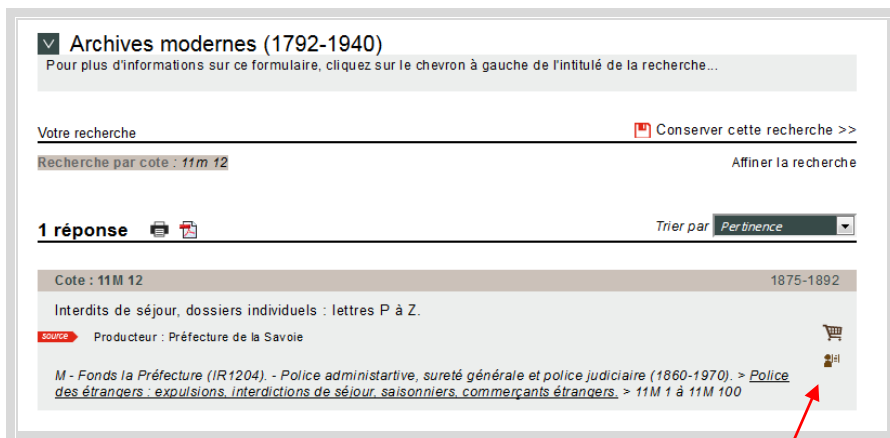 Archives modernes (1792-1940)
Pour plus d'informations sur ce formulaire, cliquez sur le chevron à gauche de l'intitulé de la recherche...
Votre recherche
Conserver cette recherche >>
Recherche par cote : 11m 12
Affiner la recherche
1 réponse
Trier par Pertinence
Cote : 11M 12
1875-1892
Interdits de séjour, dossiers individuels : lettres P à Z.
source Producteur : Préfecture de la Savoie
M - Fonds la Préfecture (IR1204). - Police administartive, sureté générale et police judiciaire (1860-1970). > Police
des étrangers : expulsions, interdictions de séjour, saisonniers, commerçants étrangers. > 11M 1 à 11M 100